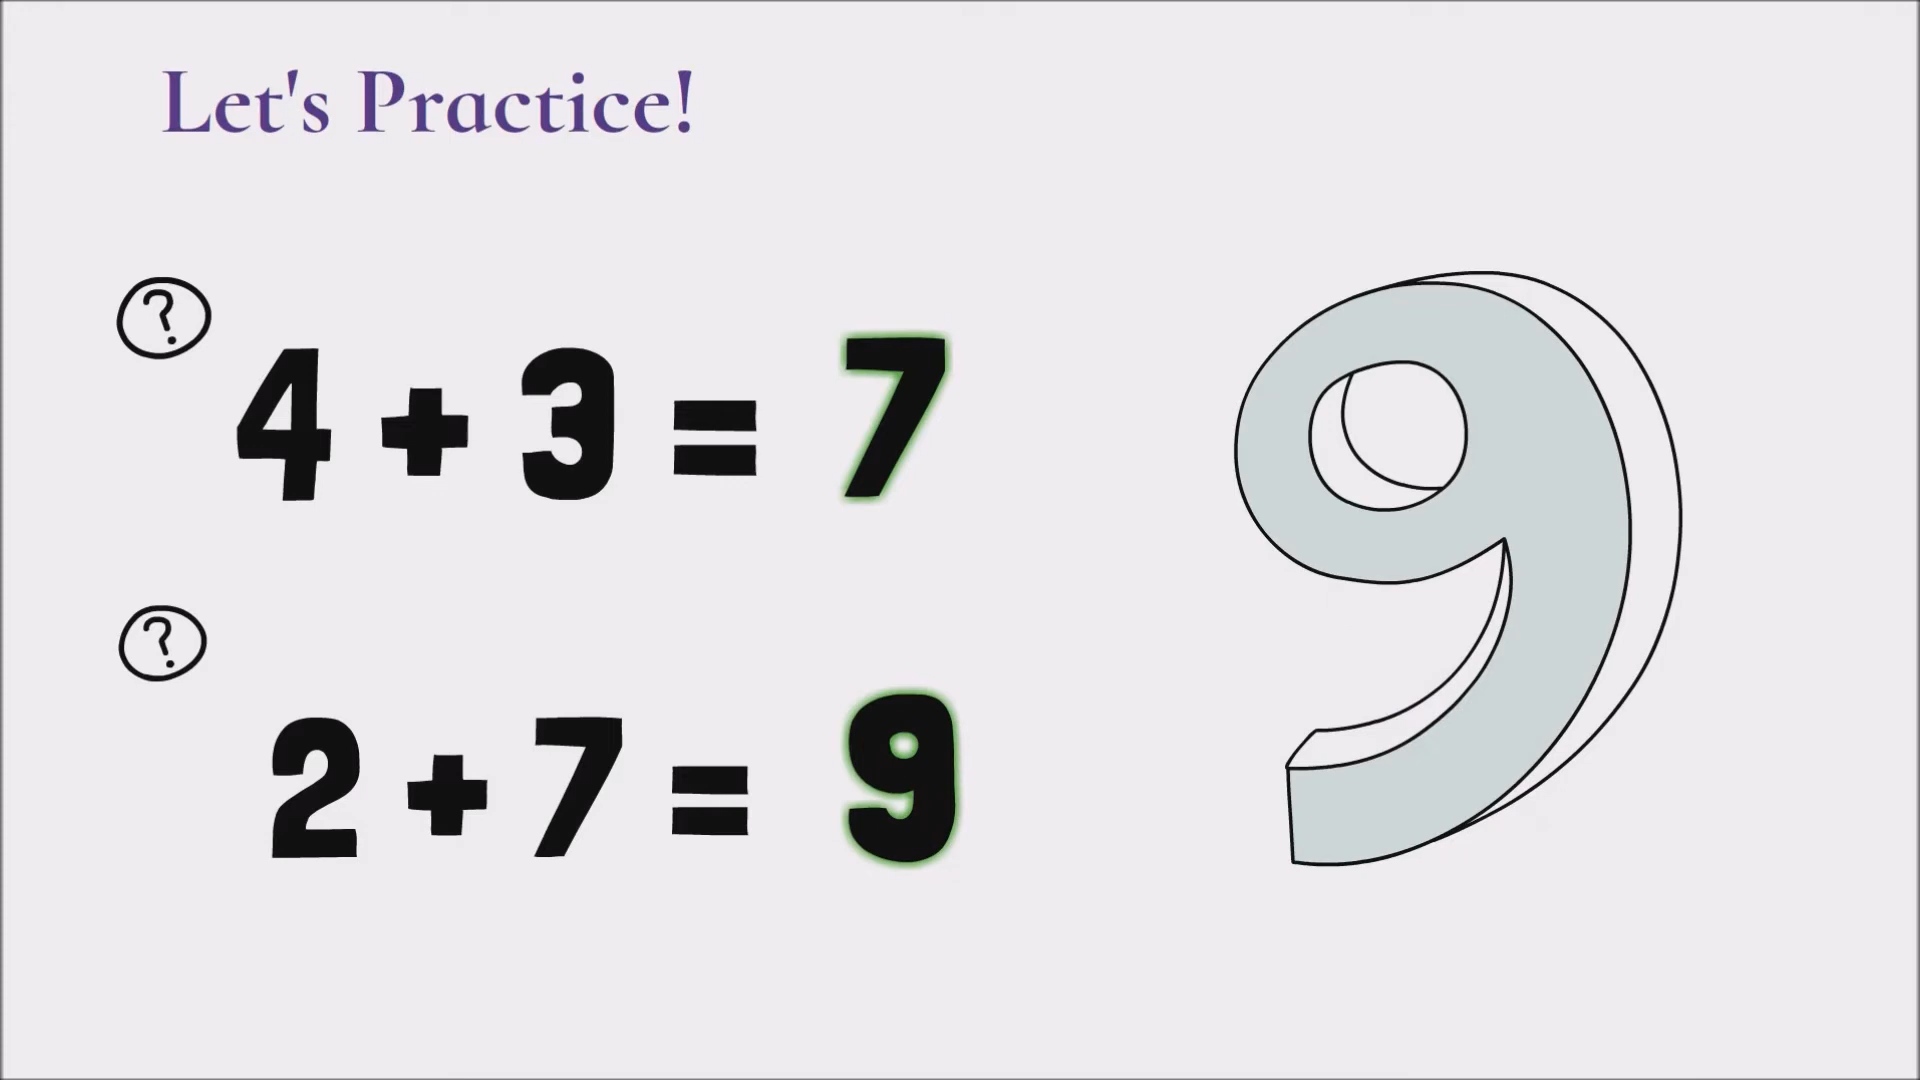 Let's Practice!
?
4 + 3 = 7
?
2 + 7 = 9
9